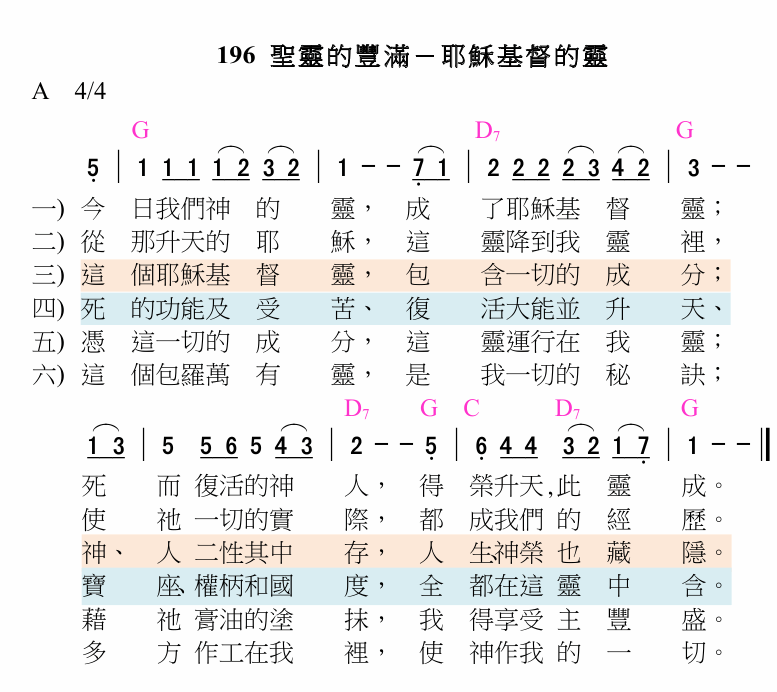 196 聖靈的豐滿－耶穌基督的靈
A 4/4
G D7 G
5 | 1 1 1 1 2 3 2 | 1 - - 7 1 | 2 2 2 2 3 4 2 | 3 - -
一) 今 日我們神 的 靈， 成 了耶穌基 督 靈；
二) 從 那升天的 耶 穌， 這 靈降到我 靈 裡，
三) 這 個耶穌基 督 靈， 包 含一切的 成 分；
四) 死 的功能及 受 苦、 復 活大能並 升 天、
五) 憑 這一切的 成 分， 這 靈運行在 我 靈；
六) 這 個包羅萬 有 靈， 是 我一切的 秘 訣；
D7 G C D7 G
1 3 | 5 5 6 5 4 3 | 2 - - 5 | 6 4 4 3 2 1 7 | 1 - - ‖
死 而 復活的神 人， 得 榮升天,此 靈 成。
使 祂 一切的實 際， 都 成我們 的 經 歷。
神、 人 二性其中 存， 人 生、神榮 也 藏 隱。
寶 座、權柄和國 度， 全 都在這 靈 中 含。
藉 祂 膏油的塗 抹， 我 得享受 主 豐 盛。
多 方 作工在我 裡， 使 神作我 的 一 切。